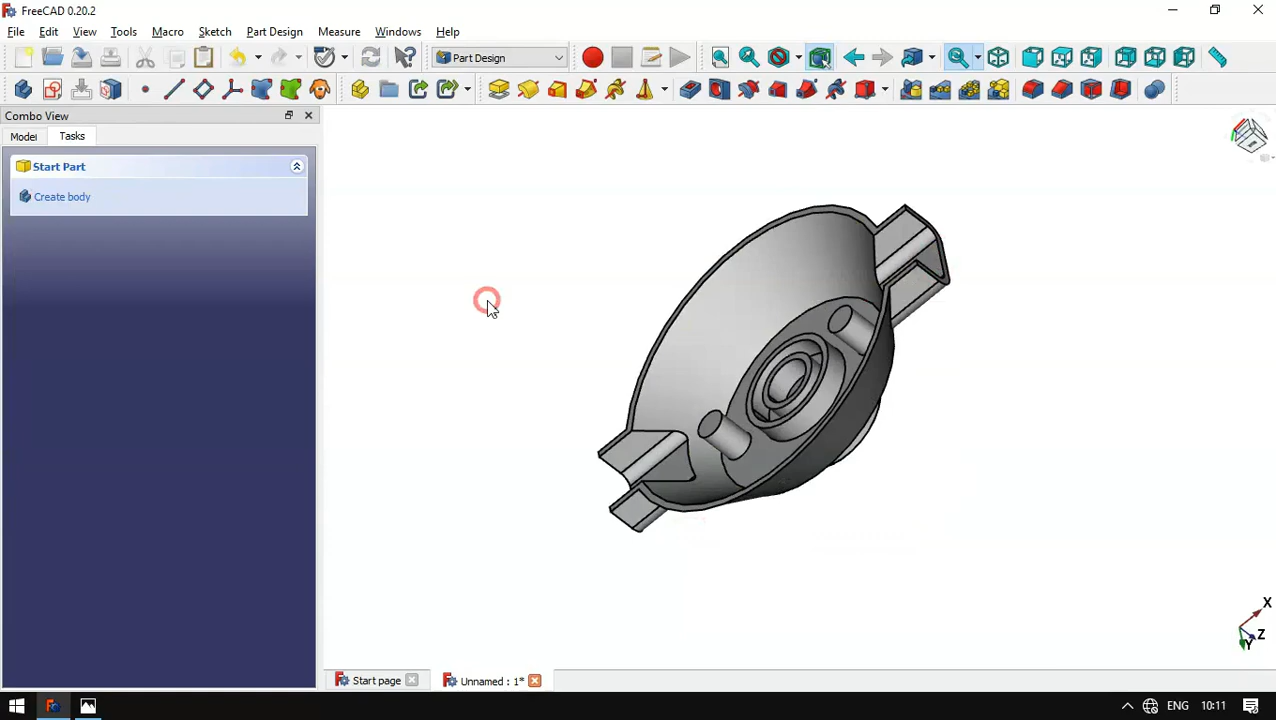 FreeCAD 0.20.2
File Edit View Tools Macro Sketch Part Design Measure Windows Help
Part Design
Combo View
Model Tasks
Start Part
Create body
X
Z
Y
Start page Unnamed : 1*
ENG 10:11